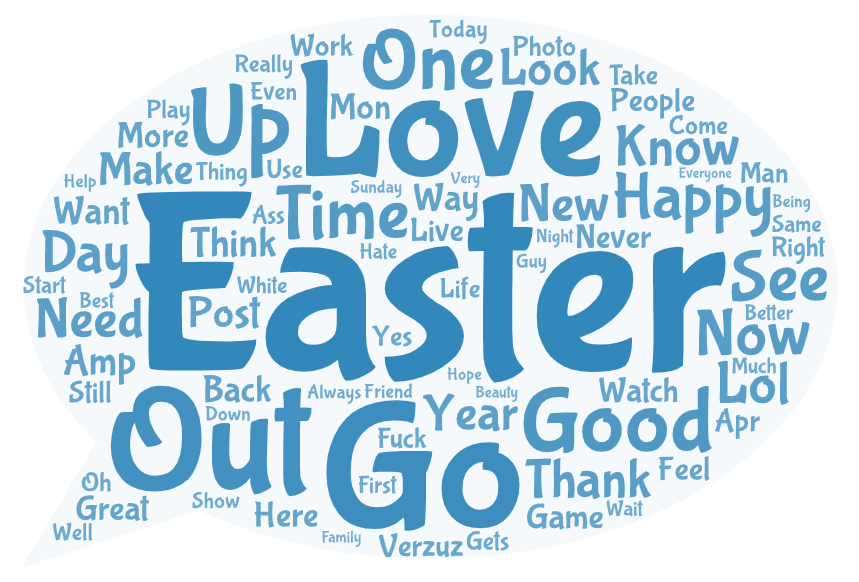 Today
Work
One
Photo
Really
Look
Take
Even
Up
Love
Mon
People
Play
Come
More
Know
Make
Thing
Use
Very
Everyone
Man
Help
Sunday
Way
New
Happy
Being
Want
Ass
Time
Live
Same
Easter
Day
Think
Hate
Night
Never
Right
Guy
See
Start
Best
White
Life
Need
Post
Yes
Better
Now
Amp
Hope
Much
Still
Back
Always
Friend
Beauty
Watch
Lol
Out
Down
Go
Year
Good
Apr
Fuck
Oh
First
Thank
Feel
Great
Show
Here
Game
Wait
Well
Family
Verzuz
Gets